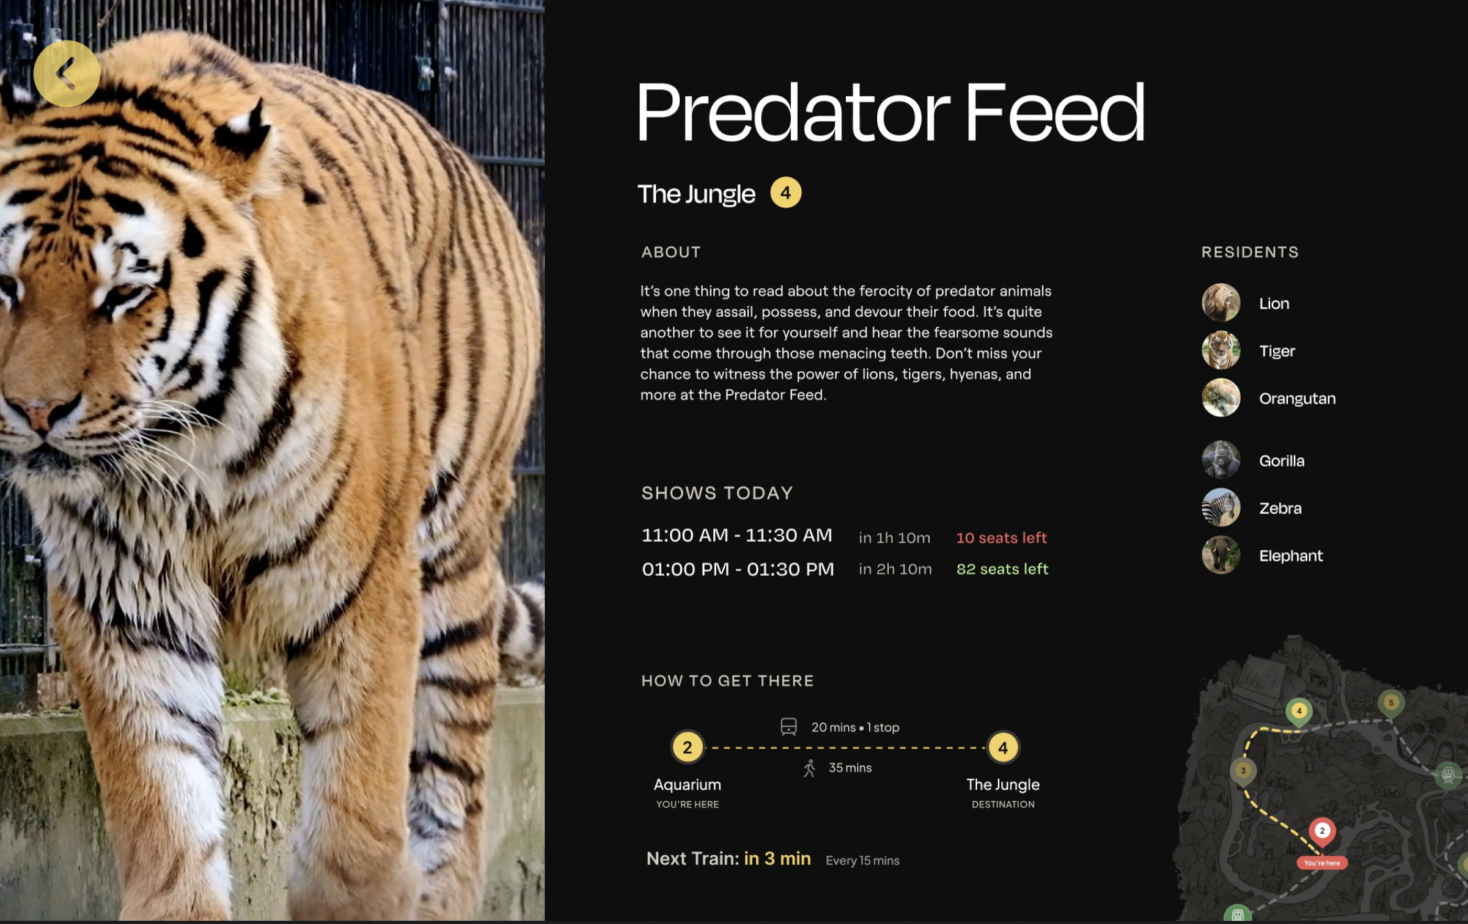 Predator Feed
The Jungle 4
ABOUT
It’s one thing to read about the ferocity of predator animals
when they assail, possess, and devour their food. It’s quite
another to see it for yourself and hear the fearsome sounds
that come through those menacing teeth. Don’t miss your
chance to witness the power of lions, tigers, hyenas, and
more at the Predator Feed.
RESIDENTS
Lion
Tiger
Orangutan
Gorilla
Zebra
Elephant
SHOWS TODAY
11:00 AM - 11:30 AM in 1h 10m 10 seats left
01:00 PM - 01:30 PM in 2h 10m 82 seats left
HOW TO GET THERE
20 mins • 1 stop
2 4
35 mins
Aquarium The Jungle
YOU’RE HERE DESTINATION
Next Train: in 3 min Every 15 mins
5
4
3
2
You’re here